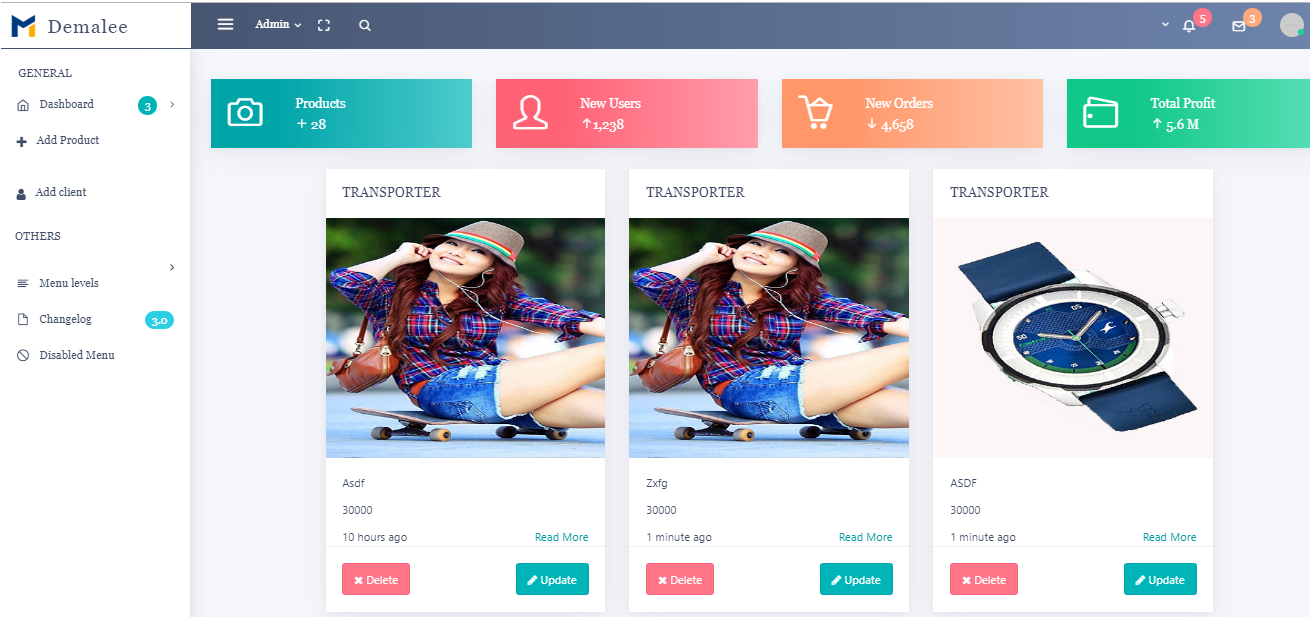 Demalee
Admin
5
3
GENERAL
Dashboard 3
Add Product
Add client
OTHERS
Menu levels
Changelog 3.0
Disabled Menu
Products
+ 28
New Users
↑1,238
New Orders
↓ 4,658
Total Profit
↑ 5.6 M
TRANSPORTER
Asdf
30000
10 hours ago Read More
Delete Update
TRANSPORTER
Zxfg
30000
1 minute ago Read More
Delete Update
TRANSPORTER
ASDF
30000
1 minute ago Read More
Delete Update